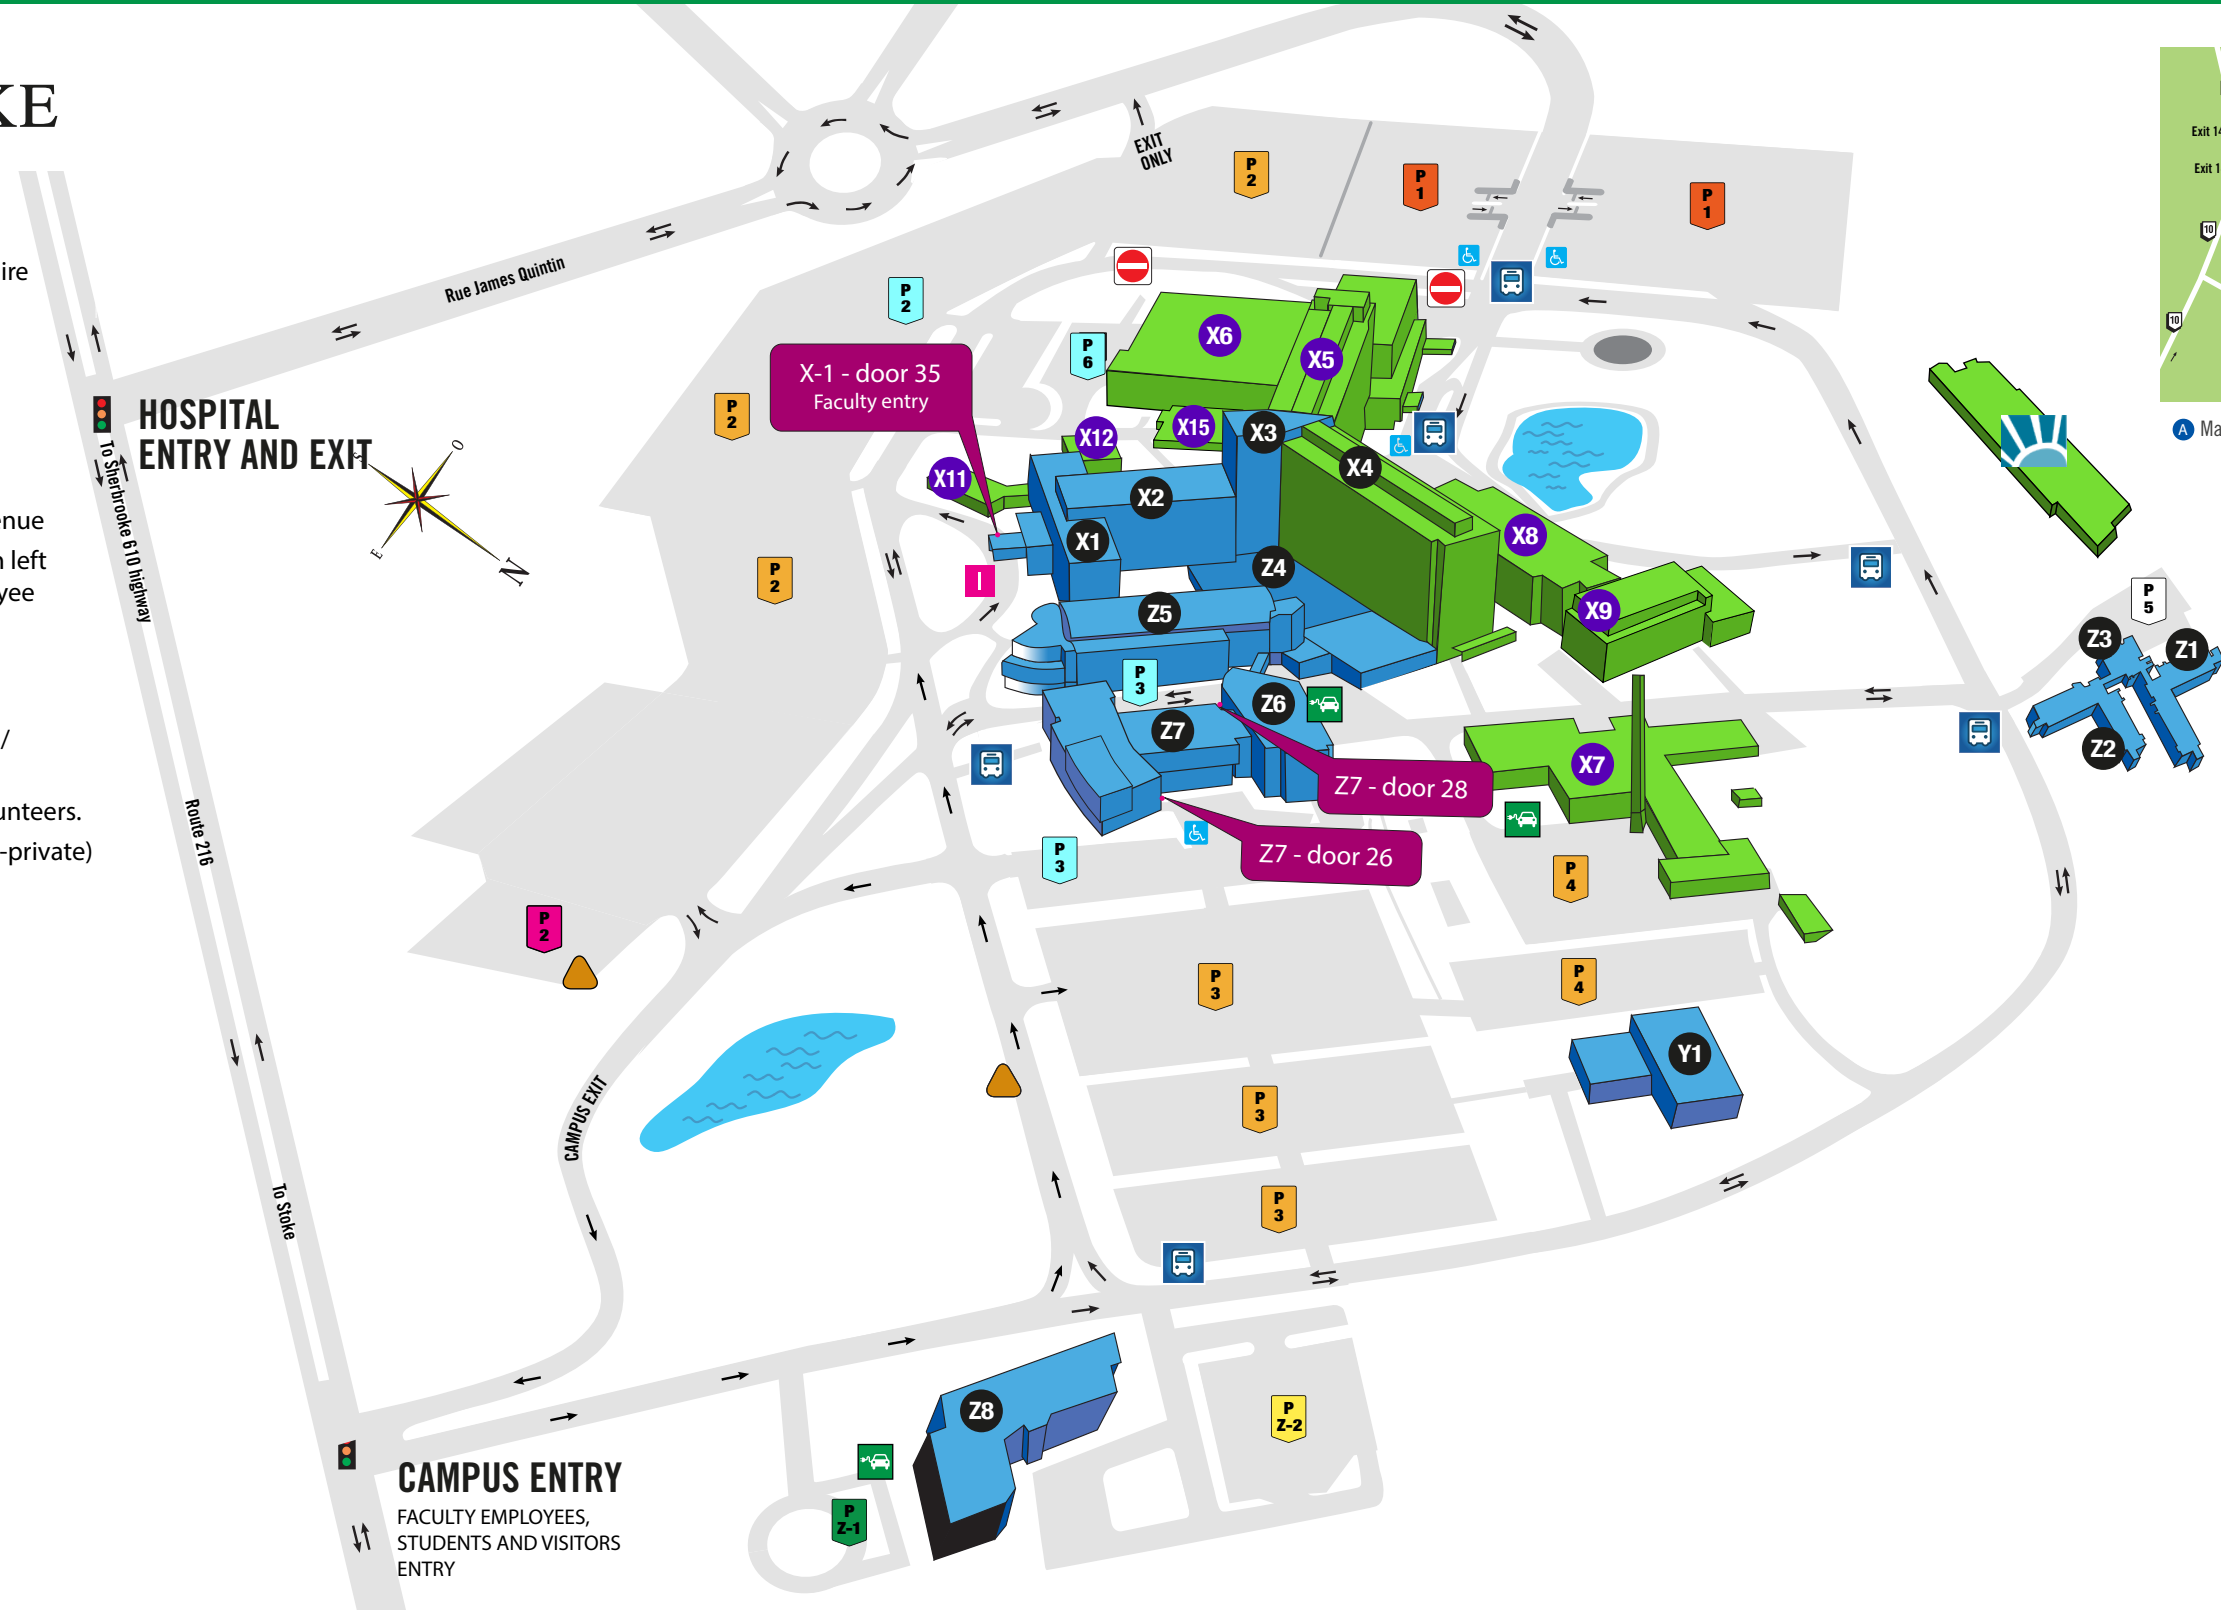 KE
ire
enue
n left
yee
/
unteers.
-private)
HOSPITAL
ENTRY AND EXIT
To Sherbrooke 610 highway
Route 216
To Stoke
Rue James Quintin
EXIT
ONLY
S
O
E
N
P
2
P
1
P
1
P
2
P
6
P
2
P
2
X-1 - door 35
Faculty entry
X6
X5
X12
X15
X3
X4
X11
X2
X1
X8
X9
I
Z4
Z5
P
3
Z6
Z7
X7
Z7 - door 28
Z7 - door 26
P
3
P
4
P
2
P
3
P
4
Y1
P
3
P
3
P
5
Z3
Z1
Z2
CAMPUS EXIT
Z8
P
Z-2
P
Z-1
CAMPUS ENTRY
FACULTY EMPLOYEES,
STUDENTS AND VISITORS
ENTRY
Exit 14
Exit 1
10
10
A Ma